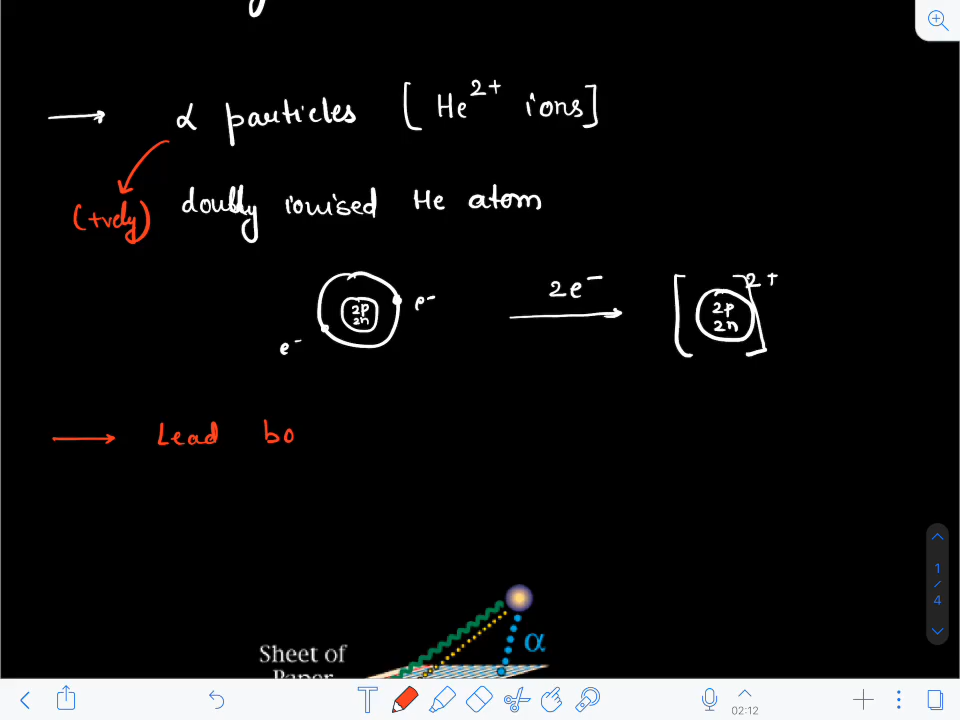 → α particles [He²⁺ ions]
(+vely) doubly ionised He atom
2p
2n
e⁻
e⁻
2e⁻
[2p
2n]²⁺
→ Lead bo
α
Sheet of
Paper
1
/
4
T
02:12